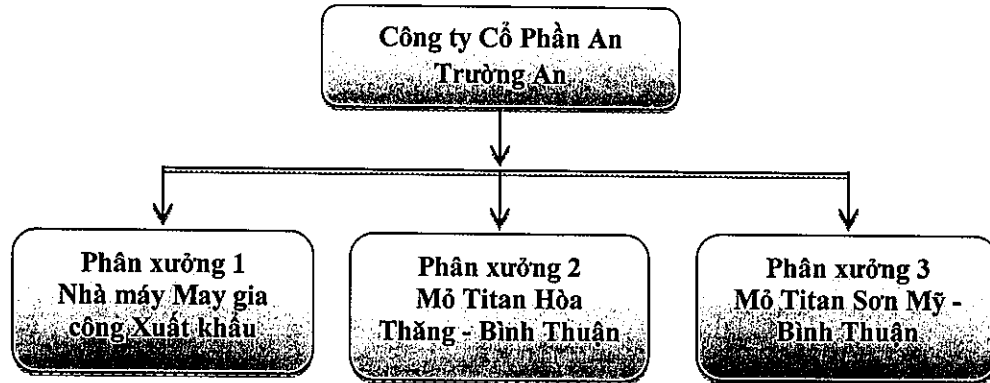 Công ty Cổ Phần An
Trường An
Phân xưởng 1
Nhà máy May gia
công Xuất khẩu
Phân xưởng 2
Mỏ Titan Hòa
Thăng - Bình Thuận
Phân xưởng 3
Mỏ Titan Sơn Mỹ -
Bình Thuận